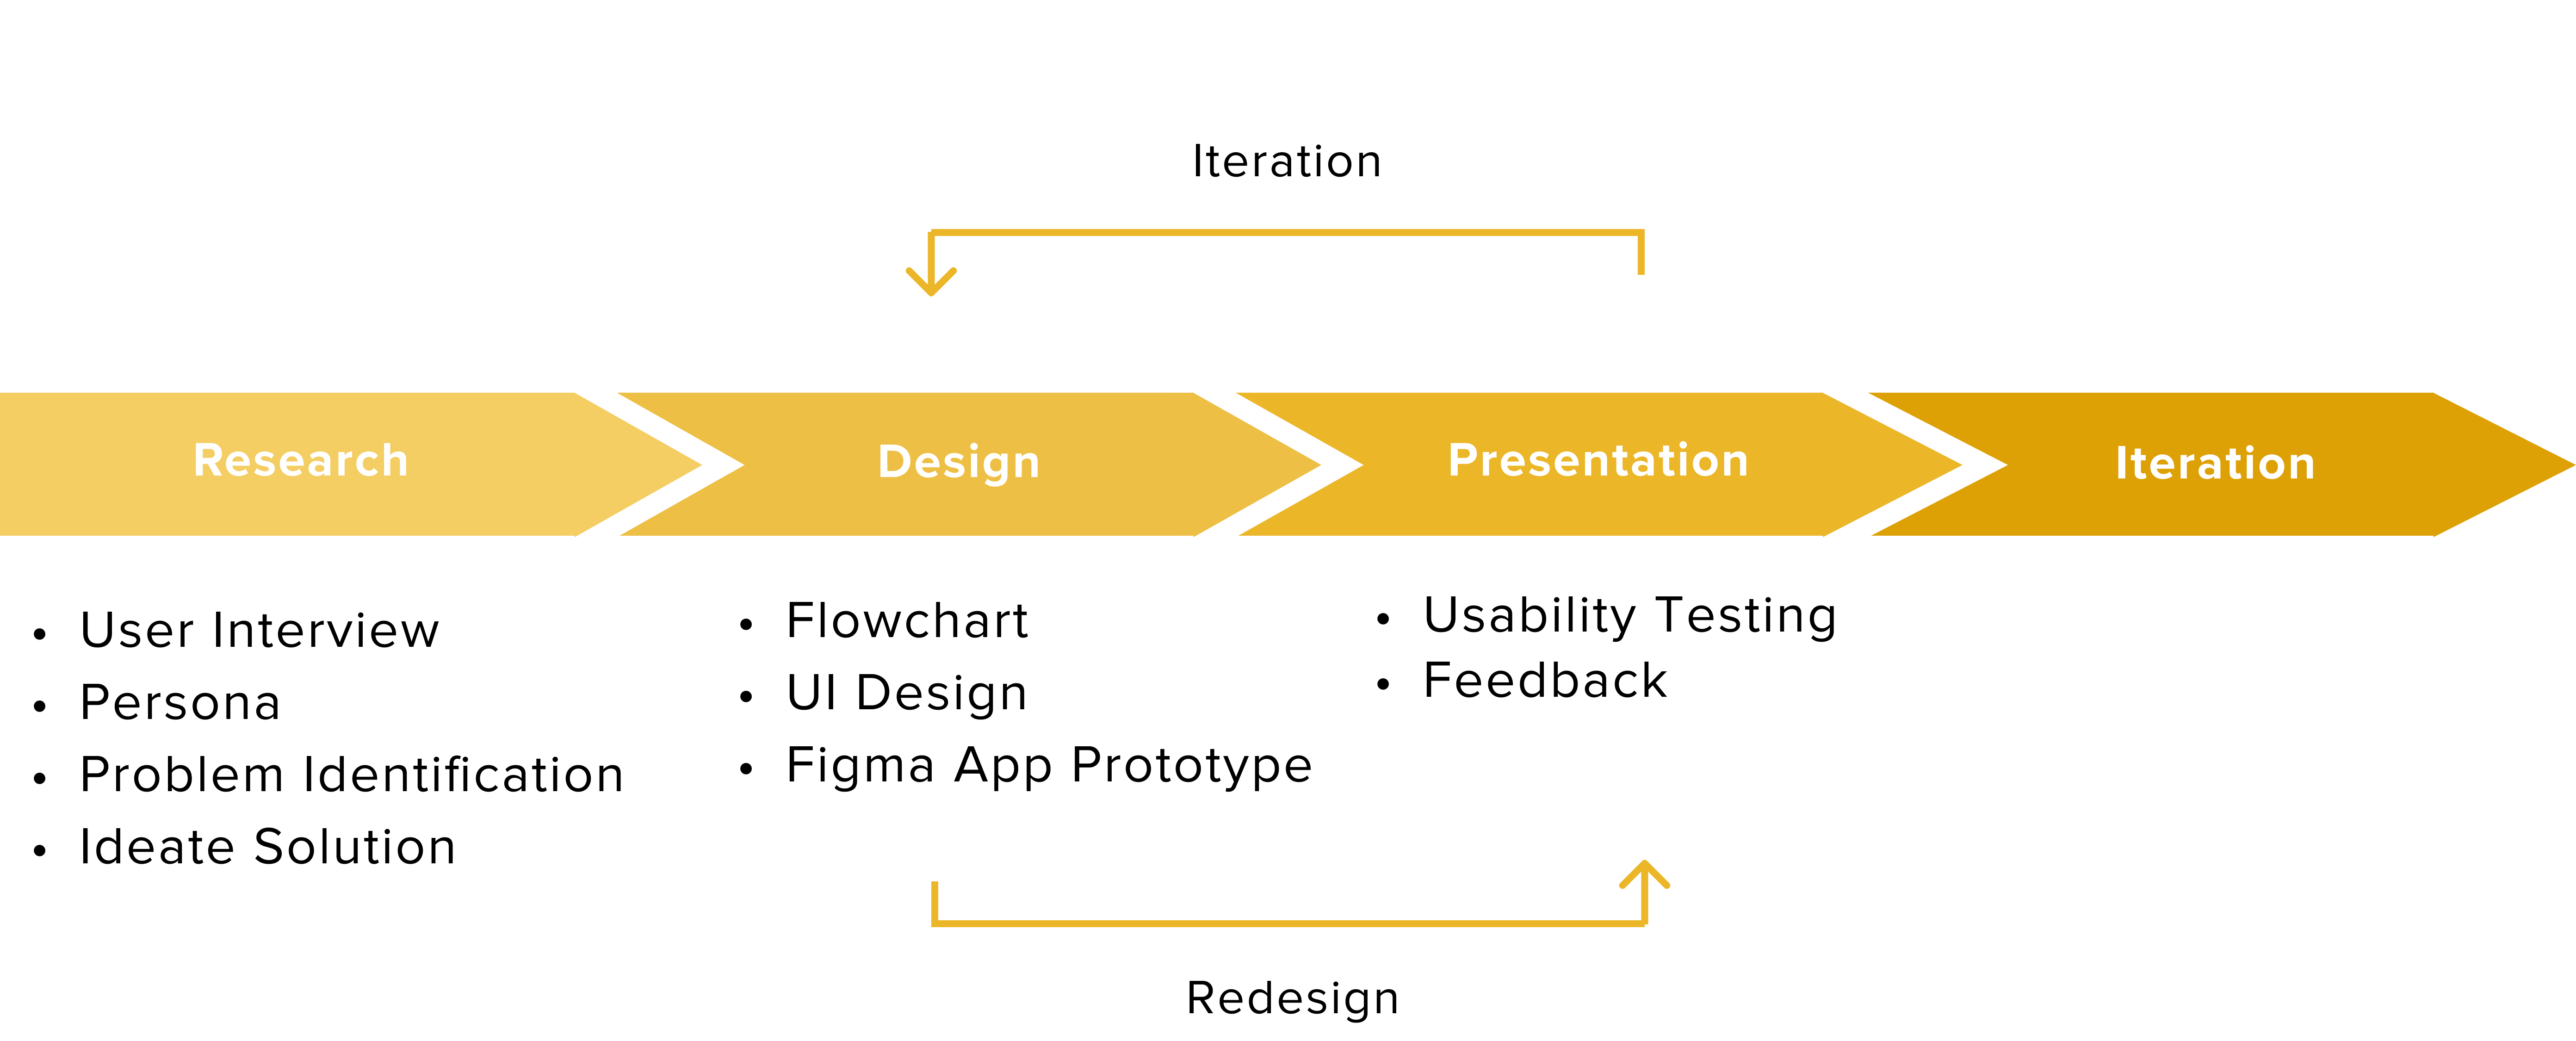 Iteration
Research
Design
Presentation
Iteration
• User Interview
• Persona
• Problem Identification
• Ideate Solution
• Flowchart
• UI Design
• Figma App Prototype
• Usability Testing
• Feedback
Redesign